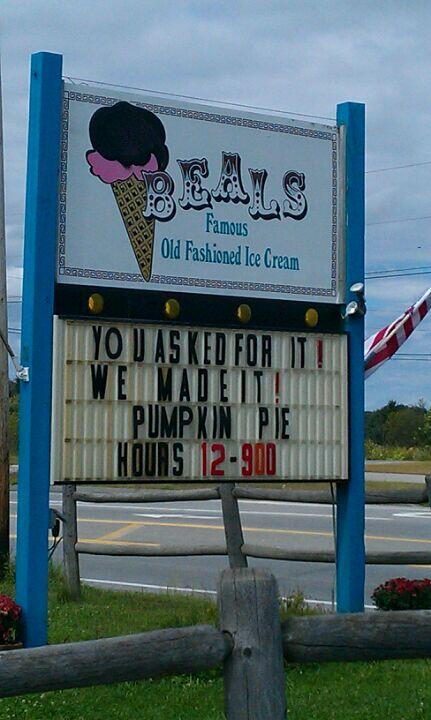 BEALS
Famous
Old Fashioned Ice Cream
YOU ASKED FOR IT!
WE MADE IT!
PUMPKIN PIE
HOURS 12-900